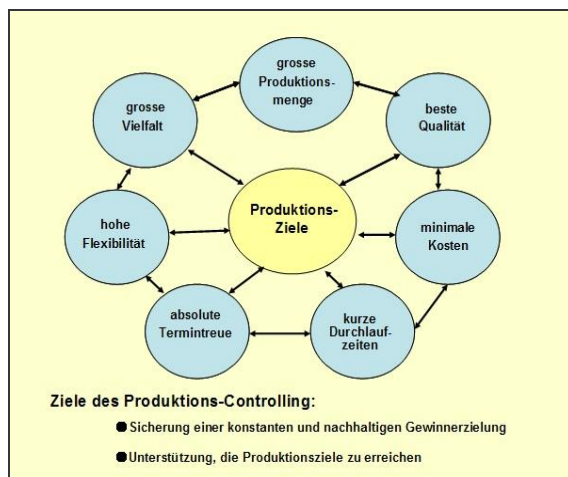 grosse
Produktions-
menge
grosse
Vielfalt
beste
Qualität
Produktions-
Ziele
hohe
Flexibilität
minimale
Kosten
absolute
Termintreue
kurze
Durchlauf-
zeiten
Ziele des Produktions-Controlling:
Sicherung einer konstanten und nachhaltigen Gewinnerzielung
Unterstützung, die Produktionsziele zu erreichen